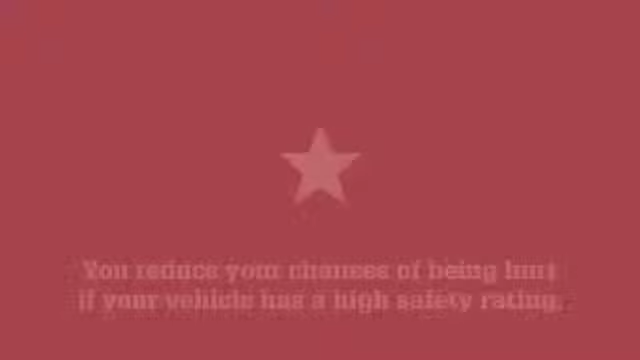 You reduce your chances of being hurt
if your vehicle has a high safety rating.